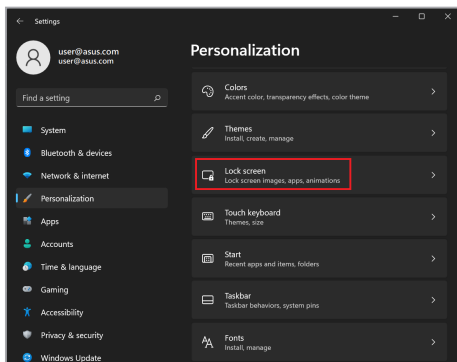 Settings
user@asus.com
user@asus.com
Find a setting
System
Bluetooth & devices
Network & internet
Personalization
Apps
Accounts
Time & language
Gaming
Accessibility
Privacy & security
Windows Update
Personalization
Colors
Accent color, transparency effects, color theme
Themes
Install, create, manage
Lock screen
Lock screen images, apps, animations
Touch keyboard
Themes, size
Start
Recent apps and items, folders
Taskbar
Taskbar behaviors, system pins
Fonts
Install, manage